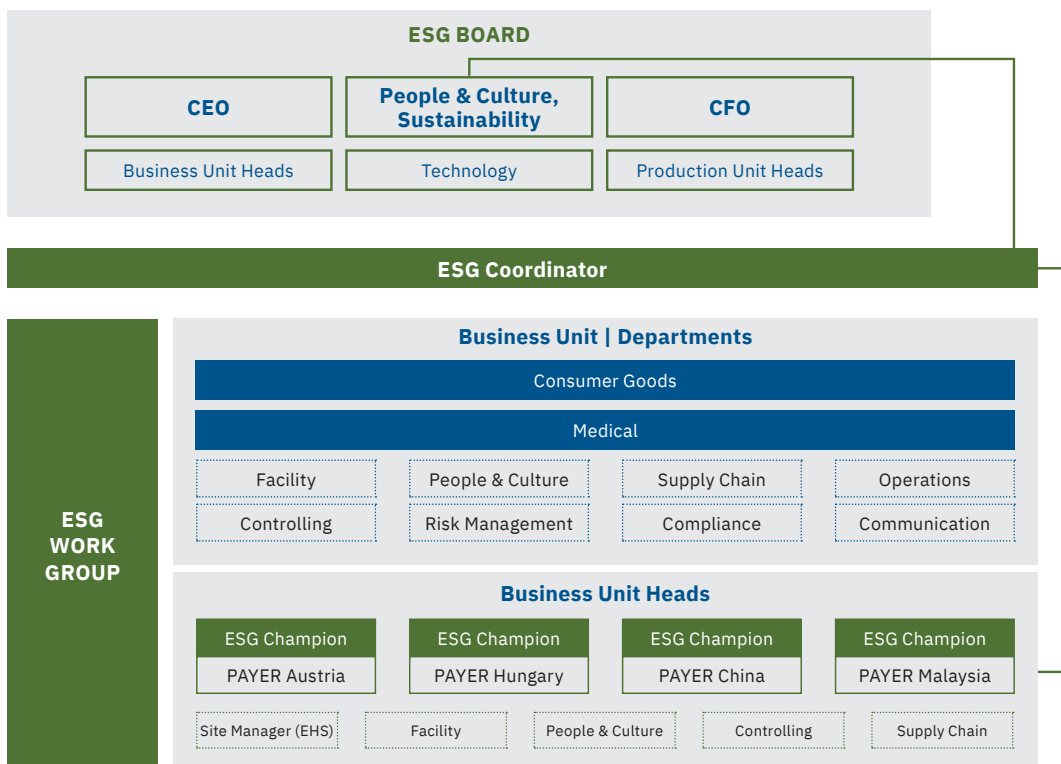 ESG BOARD
CEO
People & Culture,
Sustainability
CFO
Business Unit Heads
Technology
Production Unit Heads
ESG Coordinator
ESG
WORK
GROUP
Business Unit | Departments
Consumer Goods
Medical
Facility
People & Culture
Supply Chain
Operations
Controlling
Risk Management
Compliance
Communication
Business Unit Heads
ESG Champion
PAYER Austria
ESG Champion
PAYER Hungary
ESG Champion
PAYER China
ESG Champion
PAYER Malaysia
Site Manager (EHS)
Facility
People & Culture
Controlling
Supply Chain